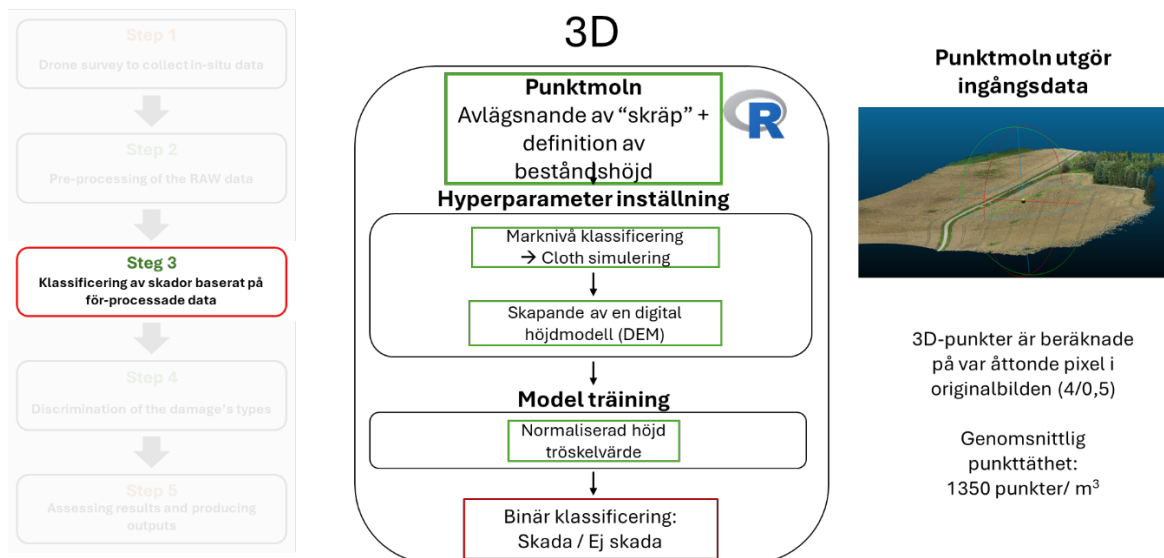 Step 1
Drone survey to collect in-situ data
Step 2
Pre-processing of the RAW data
Steg 3
Klassificering av skador baserat på
för-processade data
Step 4
Discrimination of the damage's types
Step 5
Assessing results and producing
outputs
3D
Punktmoln
Avlägsnande av "skräp" +
definition av
beståndshöjd
R
Hyperparameter inställning
Marknivå klassificering
→ Cloth simulering
Skapande av en digital
höjdmodell (DEM)
Model träining
Normaliserad höjd
tröskelvärde
Binär klassificering:
Skada / Ej skada
Punktmoln utgör
ingångsdata
3D-punkter är beräknade
på var åttonde pixel i
originalbilden (4/0,5)
Genomsnittlig
punkttäthet:
1350 punkter/ m³